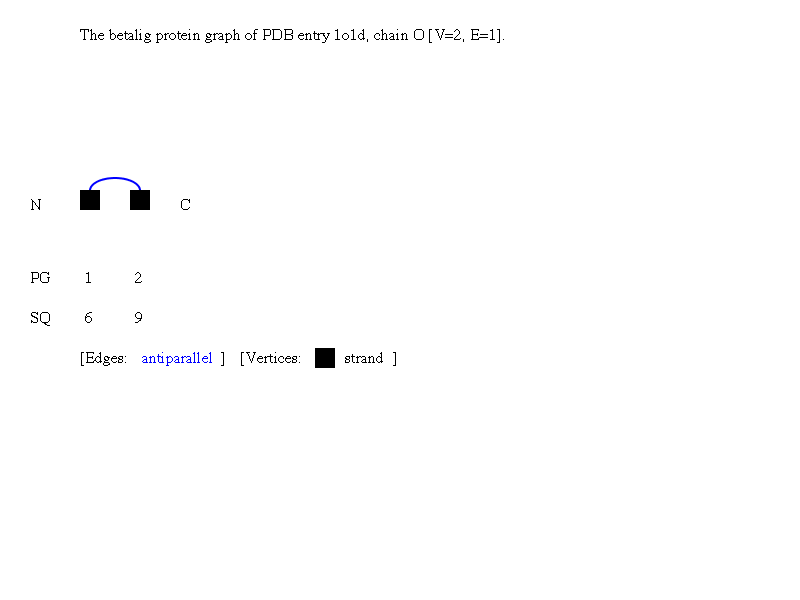 The betalig protein graph of PDB entry 1o1d, chain O [V=2, E=1].
N C
PG 1 2
SQ 6 9
[Edges: antiparallel ] [Vertices: strand ]